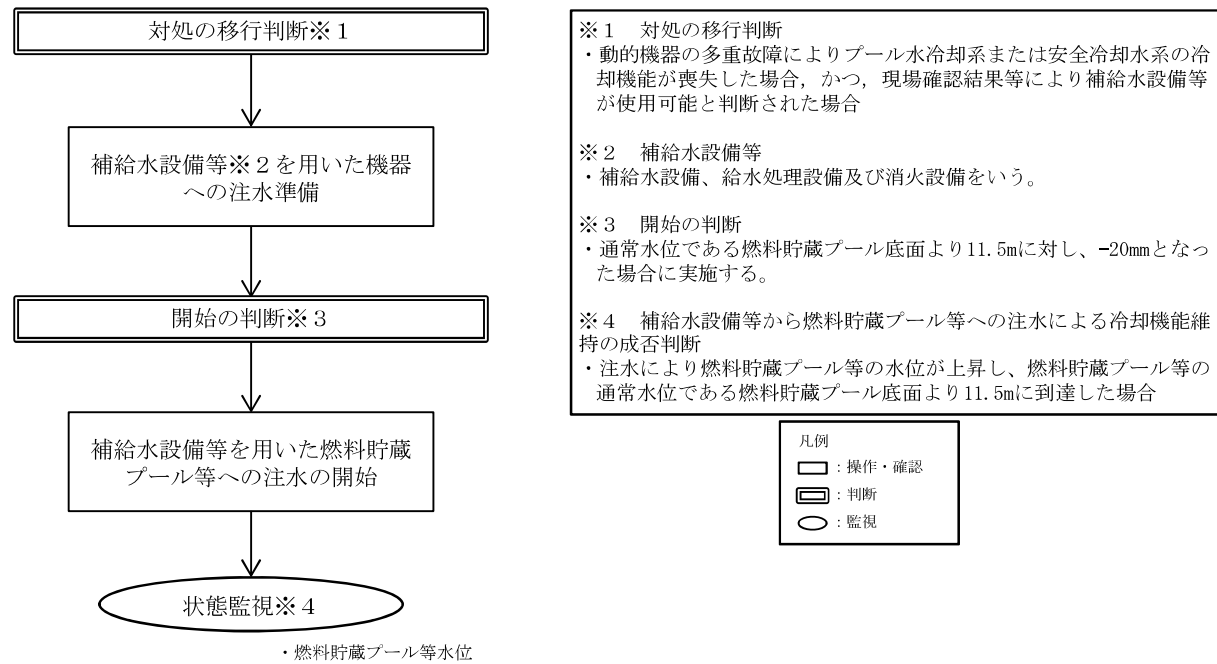 対処の移行判断※１
補給水設備等※２を用いた機器
への注水準備
開始の判断※３
補給水設備等を用いた燃料貯蔵
プール等への注水の開始
状態監視※４
・燃料貯蔵プール等水位
※１　対処の移行判断
・動的機器の多重故障によりプール水冷却系または安全冷却水系の冷
却機能が喪失した場合，かつ，現場確認結果等により補給水設備等
が使用可能と判断された場合
※２　補給水設備等
・補給水設備、給水処理設備及び消火設備をいう。
※３　開始の判断
・通常水位である燃料貯蔵プール底面より11.5mに対し、-20mmとなっ
た場合に実施する。
※４　補給水設備等から燃料貯蔵プール等への注水による冷却機能維
持の成否判断
・注水により燃料貯蔵プール等の水位が上昇し、燃料貯蔵プール等の
通常水位である燃料貯蔵プール底面より11.5mに到達した場合
凡例
：操作・確認
：判断
：監視